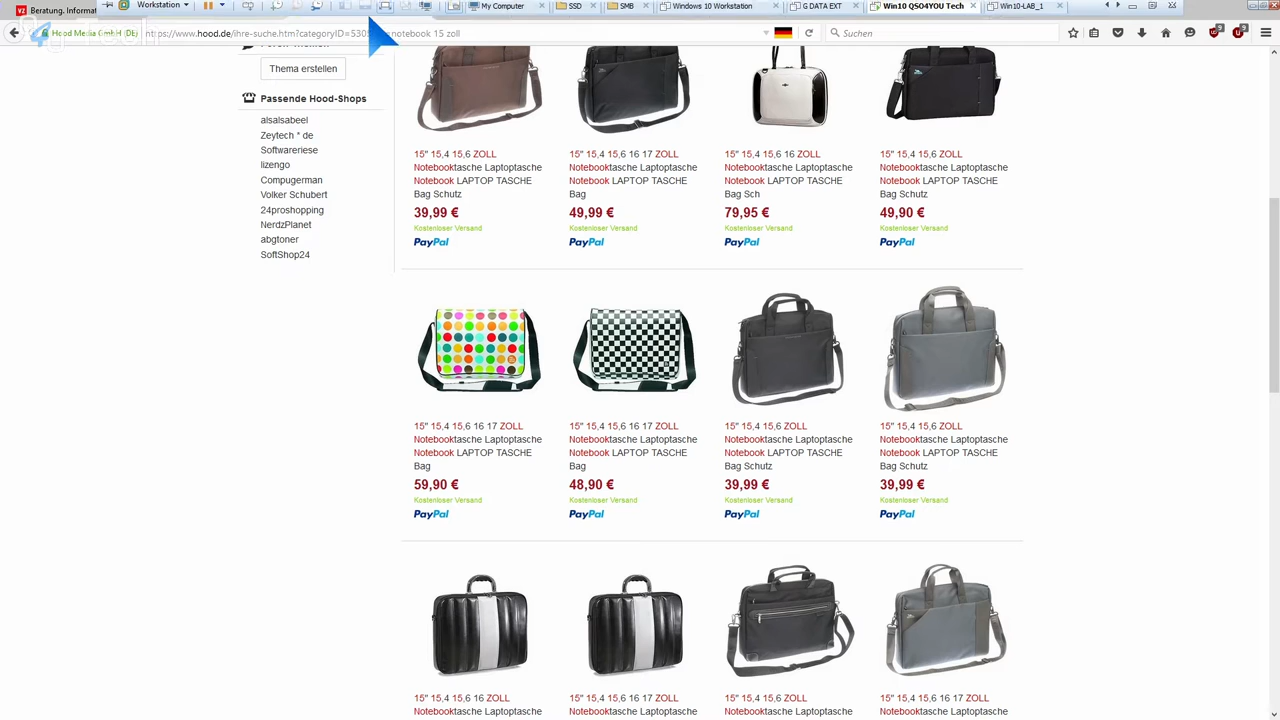 Beratung. Informat
Workstation
My Computer
SSD
SMB
Windows 10 Workstation
G DATA EXT
Win10 QSO4YOU Tech
Win10-LAB_1
Hood Media GmbH (DE)
https://www.hood.de/ihre-suche.htm?categoryID=530
notebook 15 zoll
Suchen
Thema erstellen
Passende Hood-Shops
alsalsabeel
Zeytech * de
Softwareriese
lizengo
Compugerman
Volker Schubert
24proshopping
NerdzPlanet
abgtoner
SoftShop24
15" 15,4 15,6 ZOLL
Notebooktasche Laptoptasche
Notebook LAPTOP TASCHE
Bag Schutz
39,99 €
Kostenloser Versand
PayPal
15" 15,4 15,6 16 17 ZOLL
Notebooktasche Laptoptasche
Notebook LAPTOP TASCHE
Bag
49,99 €
Kostenloser Versand
PayPal
15" 15,4 15,6 16 ZOLL
Notebooktasche Laptoptasche
Notebook LAPTOP TASCHE
Bag Sch
79,95 €
Kostenloser Versand
PayPal
15" 15,4 15,6 ZOLL
Notebooktasche Laptoptasche
Notebook LAPTOP TASCHE
Bag Schutz
49,90 €
Kostenloser Versand
PayPal
15" 15,4 15,6 16 17 ZOLL
Notebooktasche Laptoptasche
Notebook LAPTOP TASCHE
Bag
59,90 €
Kostenloser Versand
PayPal
15" 15,4 15,6 16 17 ZOLL
Notebooktasche Laptoptasche
Notebook LAPTOP TASCHE
Bag
48,90 €
Kostenloser Versand
PayPal
15" 15,4 15,6 ZOLL
Notebooktasche Laptoptasche
Notebook LAPTOP TASCHE
Bag Schutz
39,99 €
Kostenloser Versand
PayPal
15" 15,4 15,6 ZOLL
Notebooktasche Laptoptasche
Notebook LAPTOP TASCHE
Bag Schutz
39,99 €
Kostenloser Versand
PayPal
15" 15,4 15,6 16 ZOLL
Notebooktasche Laptoptasche
15" 15,4 15,6 16 17 ZOLL
Notebooktasche Laptoptasche
15" 15,4 15,6 ZOLL
Notebooktasche Laptoptasche
15" 15,4 15,6 16 17 ZOLL
Notebooktasche Laptoptasche